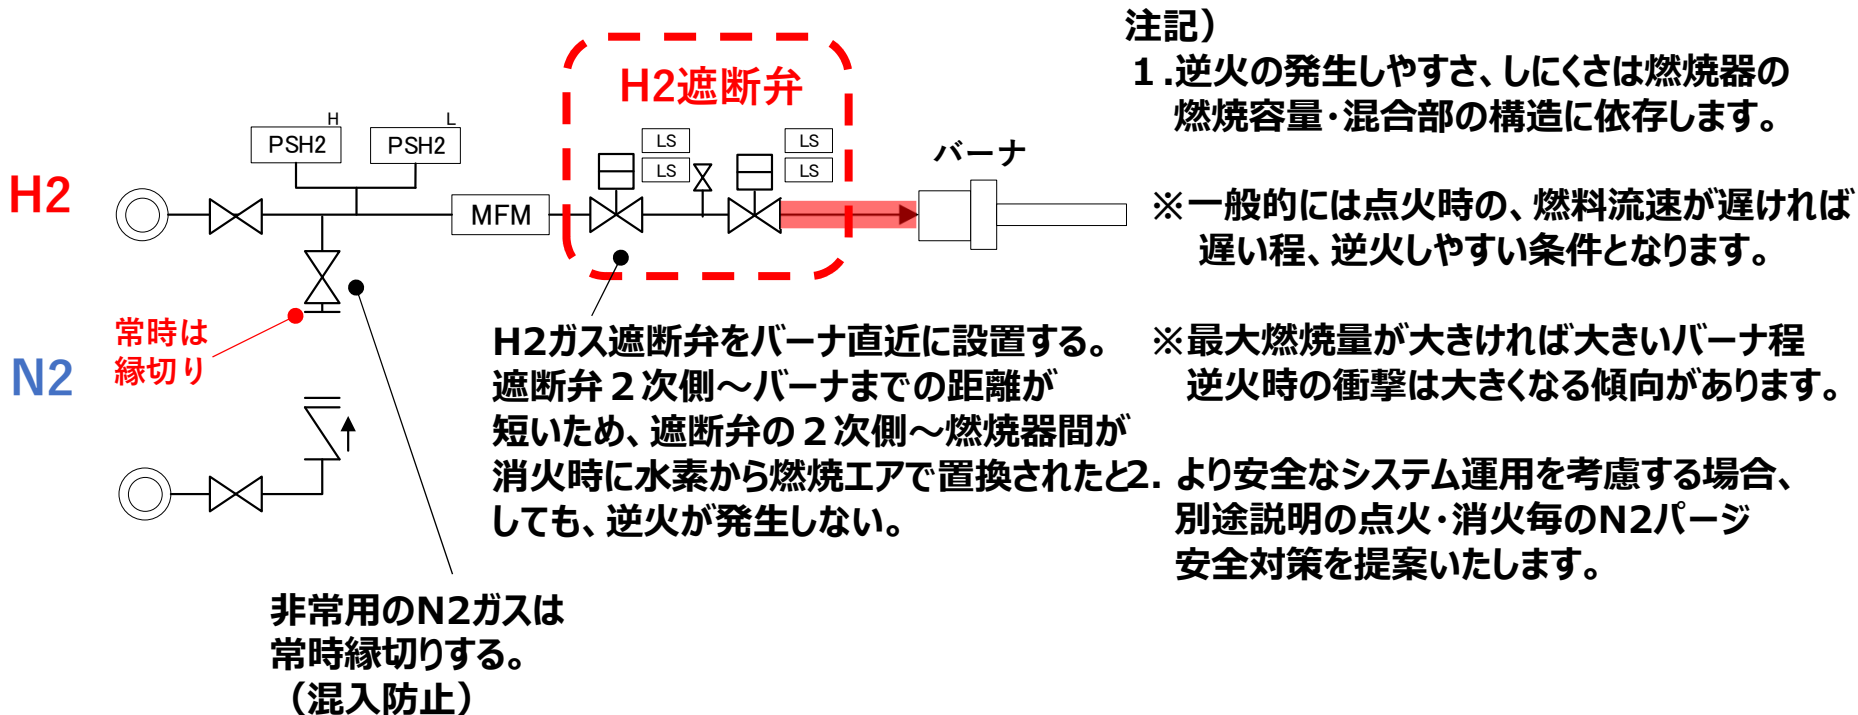 H2遮断弁
H
L
PSH2
PSH2
LS
LS
LS
LS
バーナ
H2
MFM
常時は
縁切り
N2
H2ガス遮断弁をバーナ直近に設置する。
遮断弁２次側～バーナまでの距離が
短いため、遮断弁の２次側～燃焼器間が
消火時に水素から燃焼エアで置換されたと
しても、逆火が発生しない。
非常用のN2ガスは
常時縁切りする。
（混入防止）
注記）
１.逆火の発生しやすさ、しにくさは燃焼器の
燃焼容量・混合部の構造に依存します。
※一般的には点火時の、燃料流速が遅ければ
遅い程、逆火しやすい条件となります。
※最大燃焼量が大きければ大きいバーナ程
逆火時の衝撃は大きくなる傾向があります。
2. より安全なシステム運用を考慮する場合、
別途説明の点火・消火毎のN2パージ
安全対策を提案いたします。